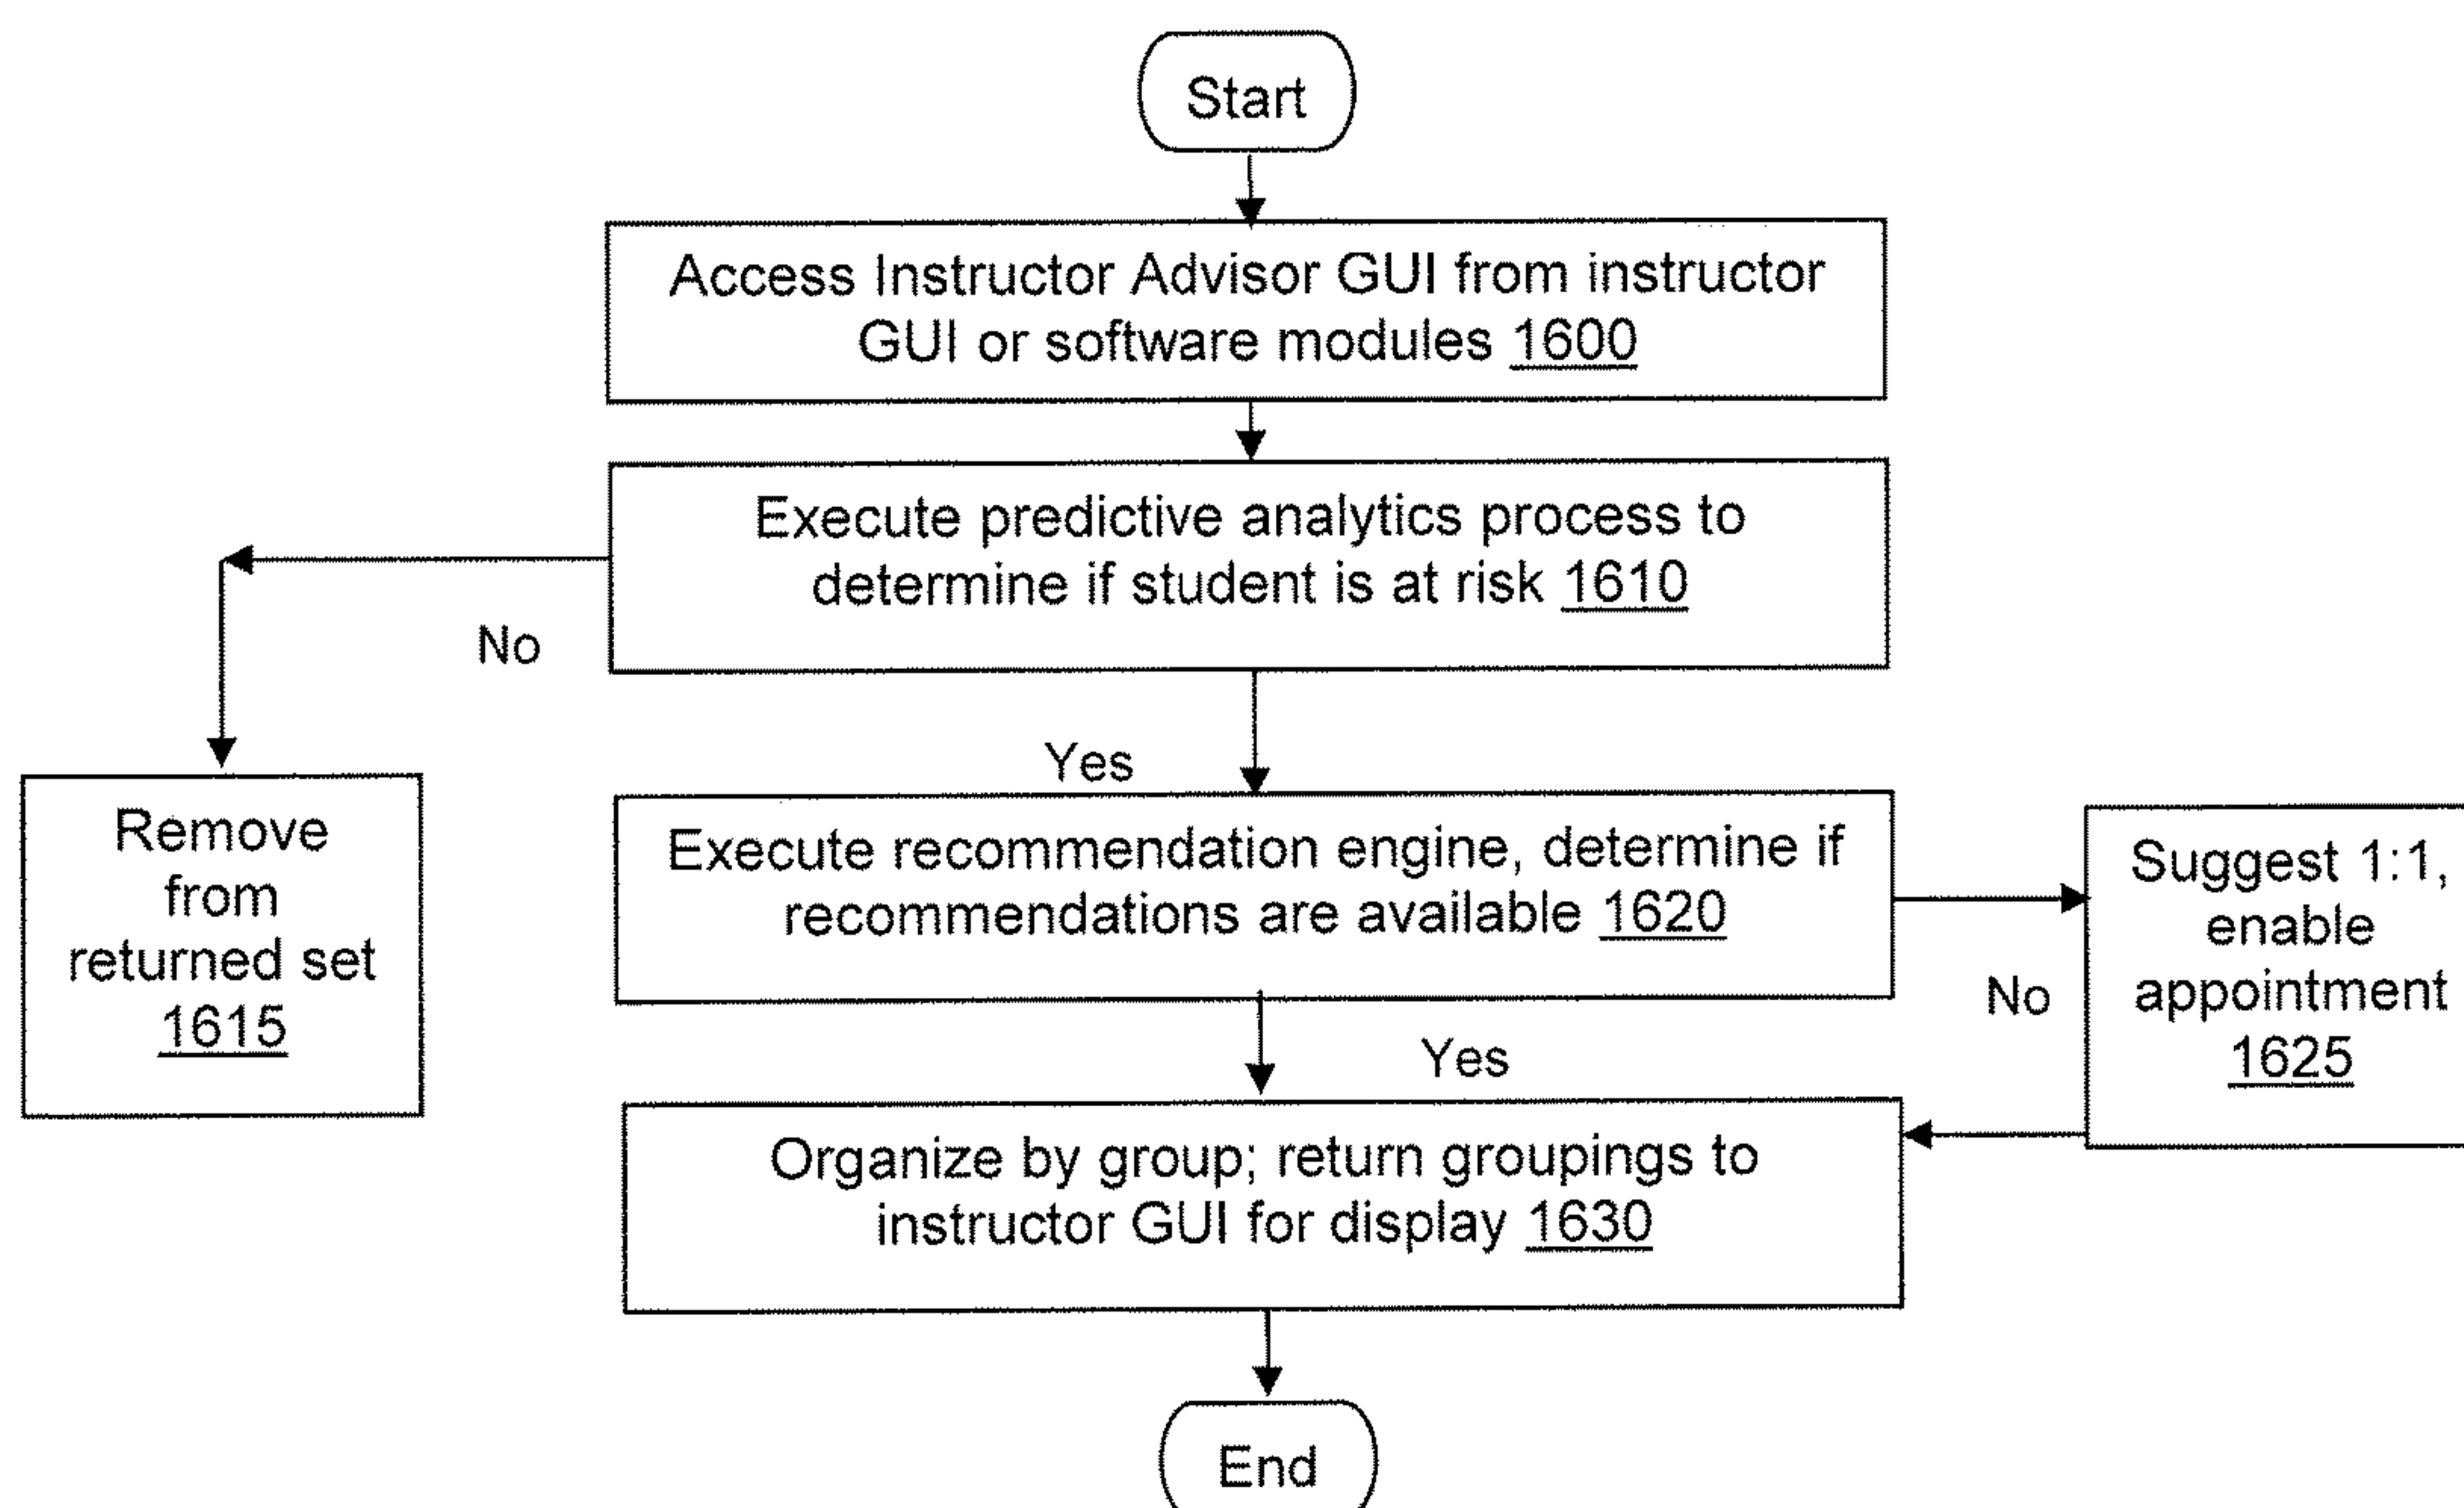 Start
Access Instructor Advisor GUI from instructor
GUI or software modules 1600
Execute predictive analytics process to
determine if student is at risk 1610
No
Yes
Remove
from
returned set
1615
Execute recommendation engine, determine if
recommendations are available 1620
No
Suggest 1:1,
enable
appointment
1625
Yes
Organize by group; return groupings to
instructor GUI for display 1630
End